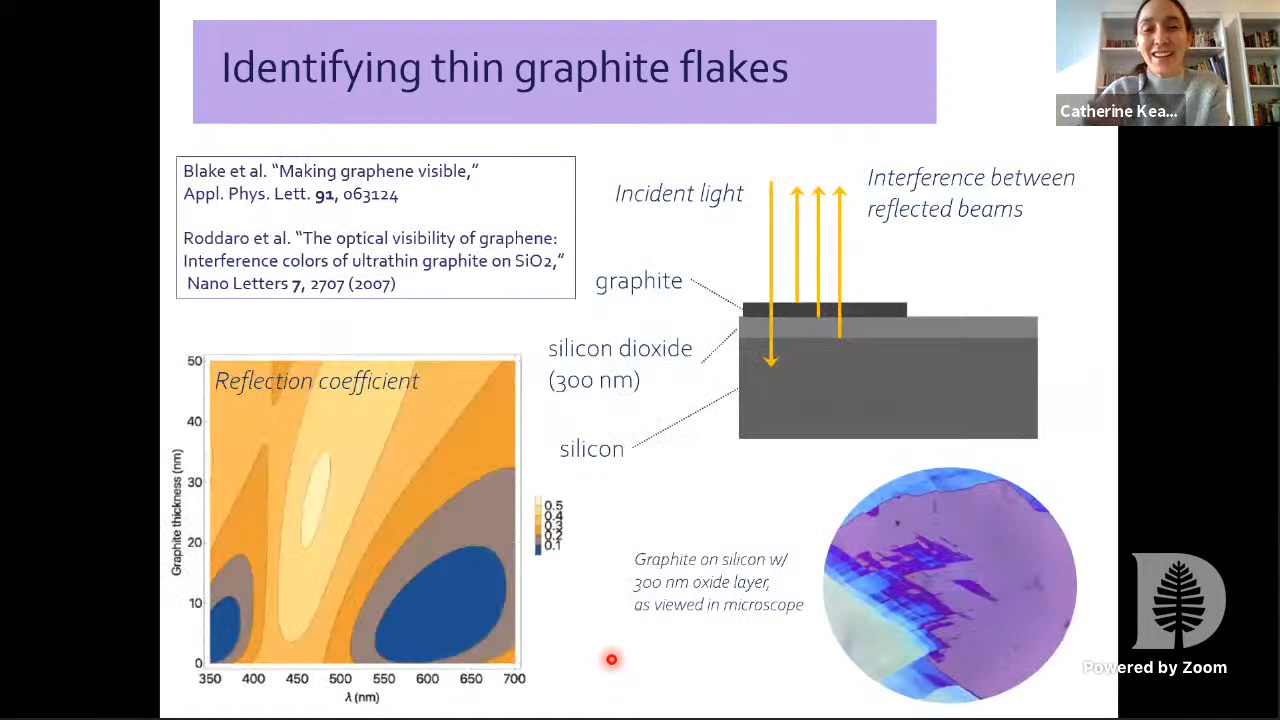 Identifying thin graphite flakes
Catherine Kea...
Blake et al. “Making graphene visible,”
Appl. Phys. Lett. 91, 063124
Roddaro et al. “The optical visibility of graphene:
Interference colors of ultrathin graphite on SiO2,”
Nano Letters 7, 2707 (2007)
Incident light
Interference between
reflected beams
graphite
silicon dioxide
(300 nm)
silicon
Reflection coefficient
50
40
30
20
10
0
Graphite thickness (nm)
350 400 450 500 550 600 650 700
λ (nm)
0.5
0.4
0.3
0.2
0.1
Graphite on silicon w/
300 nm oxide layer,
as viewed in microscope
D
Powered by Zoom